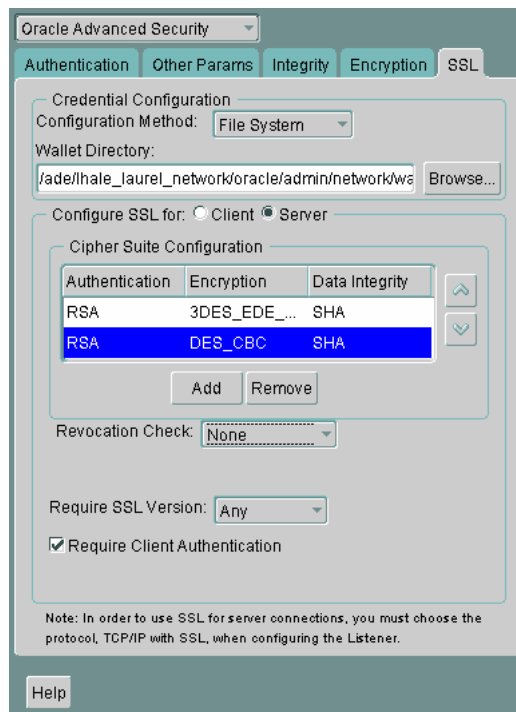 Oracle Advanced Security
Authentication Other Params Integrity Encryption SSL
Credential Configuration
Configuration Method: File System
Wallet Directory:
/ade/lhale_laurel_network/oracle/admin/network/wa Browse...
Configure SSL for: Client Server
Cipher Suite Configuration
Authentication Encryption Data Integrity
RSA 3DES_EDE_... SHA
RSA DES_CBC SHA
Add Remove
Revocation Check: None
Require SSL Version: Any
Require Client Authentication
Note: In order to use SSL for server connections, you must choose the
protocol, TCP/IP with SSL, when configuring the Listener.
Help